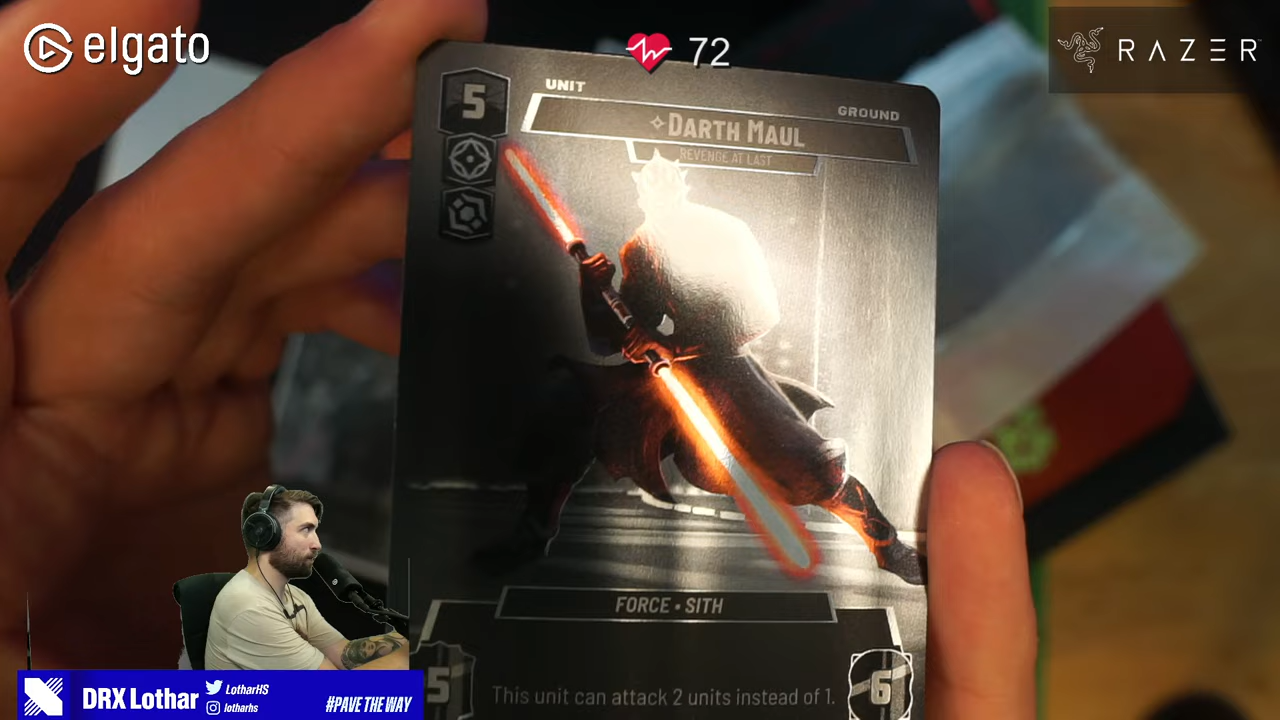 elgato
72
RAZER
5
UNIT
GROUND
DARTH MAUL
REVENGE AT LAST
FORCE • SITH
5
This unit can attack 2 units instead of 1.
6
DRX Lothar
LotharHS
lotharhs
#PAVE THE WAY